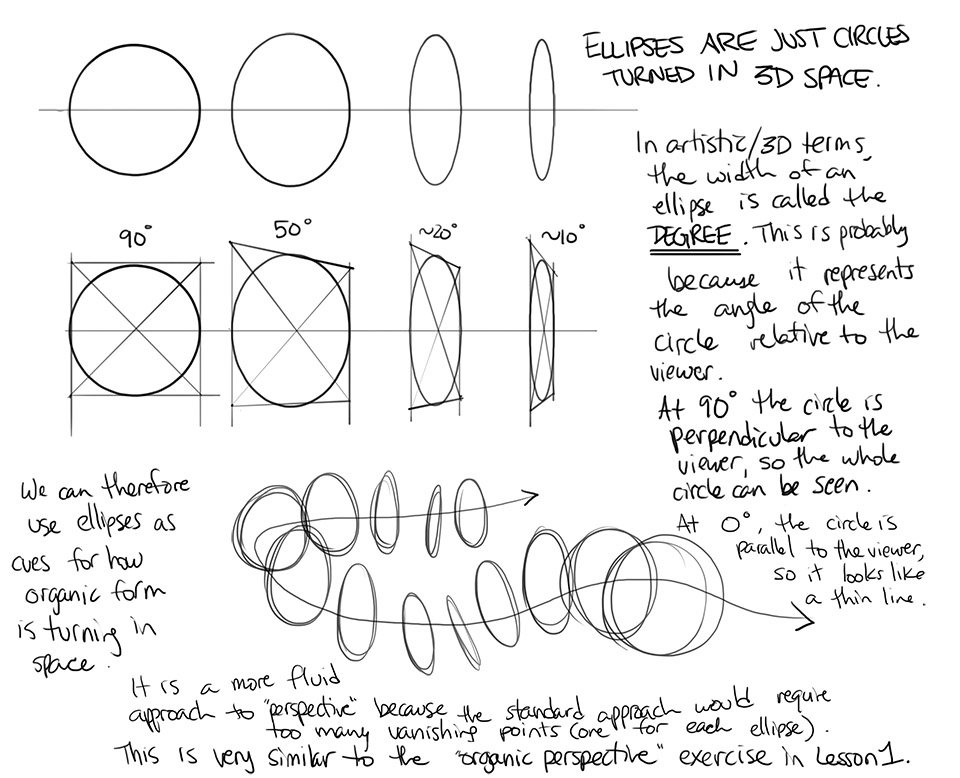 ELLIPSES ARE JUST CIRCLES
TURNED IN 3D SPACE.
In artistic/3D terms,
the width of an
ellipse is called the
DEGREE. This is probably
because it represents
the angle of the
circle relative to the
viewer.
At 90° the circle is
perpendicular to the
viewer, so the whole
circle can be seen.
At 0°, the circle is
parallel to the viewer,
so it looks like
a thin line.
90°
50°
~20°
~10°
We can therefore
use ellipses as
cues for how
organic form
is turning in
space.
It is a more fluid
approach to "perspective" because the standard approach would require
too many vanishing points (one for each ellipse).
This is very similar to the "organic perspective" exercise in Lesson 1.